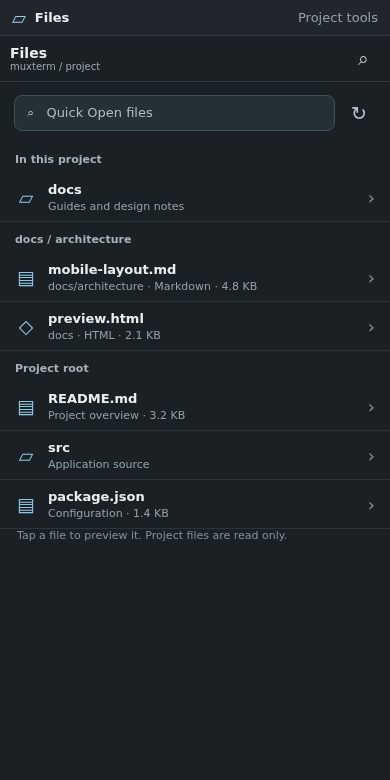 Files
Project tools
Files
muxterm / project
Quick Open files
In this project
docs
Guides and design notes
docs / architecture
mobile-layout.md
docs/architecture · Markdown · 4.8 KB
preview.html
docs · HTML · 2.1 KB
Project root
README.md
Project overview · 3.2 KB
src
Application source
package.json
Configuration · 1.4 KB
Tap a file to preview it. Project files are read only.